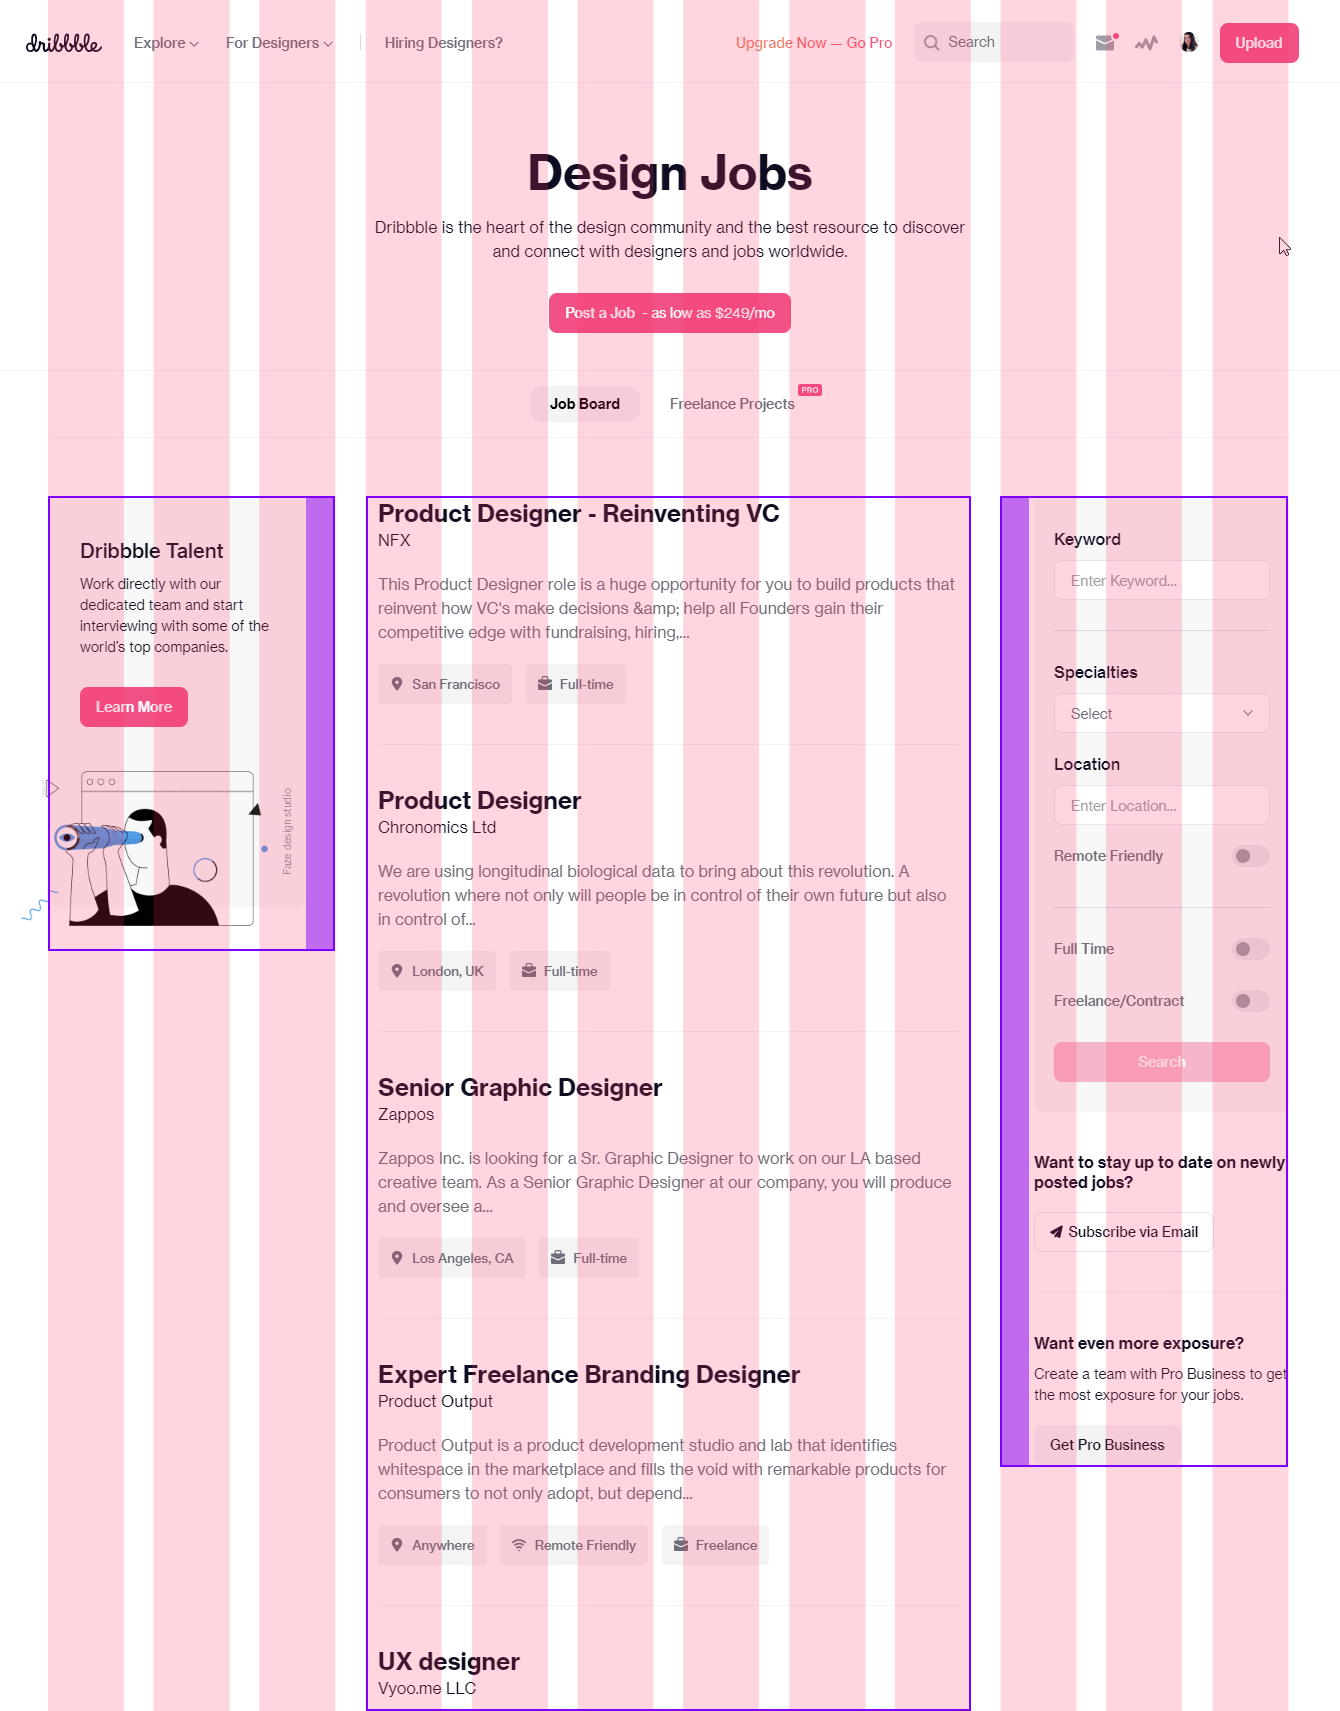 dribbble
Explore
For Designers
Hiring Designers?
Upgrade Now — Go Pro
Search
Upload
Design Jobs
Dribbble is the heart of the design community and the best resource to discover
and connect with designers and jobs worldwide.
Post a Job - as low as $249/mo
Job Board
Freelance Projects
PRO
Dribbble Talent
Work directly with our
dedicated team and start
interviewing with some of the
world's top companies.
Learn More
Faze design studio
Product Designer - Reinventing VC
NFX
This Product Designer role is a huge opportunity for you to build products that
reinvent how VC's make decisions &amp; help all Founders gain their
competitive edge with fundraising, hiring,...
San Francisco
Full-time
Product Designer
Chronomics Ltd
We are using longitudinal biological data to bring about this revolution. A
revolution where not only will people be in control of their own future but also
in control of...
London, UK
Full-time
Senior Graphic Designer
Zappos
Zappos Inc. is looking for a Sr. Graphic Designer to work on our LA based
creative team. As a Senior Graphic Designer at our company, you will produce
and oversee a...
Los Angeles, CA
Full-time
Expert Freelance Branding Designer
Product Output
Product Output is a product development studio and lab that identifies
whitespace in the marketplace and fills the void with remarkable products for
consumers to not only adopt, but depend...
Anywhere
Remote Friendly
Freelance
UX designer
Vyoo.me LLC
Keyword
Enter Keyword...
Specialties
Select
Location
Enter Location...
Remote Friendly
Full Time
Freelance/Contract
Search
Want to stay up to date on newly
posted jobs?
Subscribe via Email
Want even more exposure?
Create a team with Pro Business to get
the most exposure for your jobs.
Get Pro Business